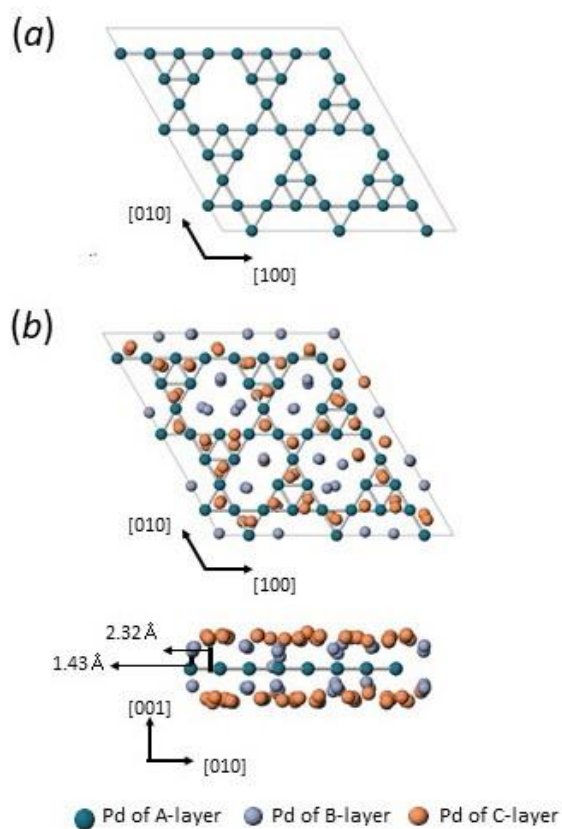 (a)
[010]
[100]
(b)
[010]
[100]
2.32 Å
1.43 Å
[001]
[010]
Pd of A-layer Pd of B-layer Pd of C-layer